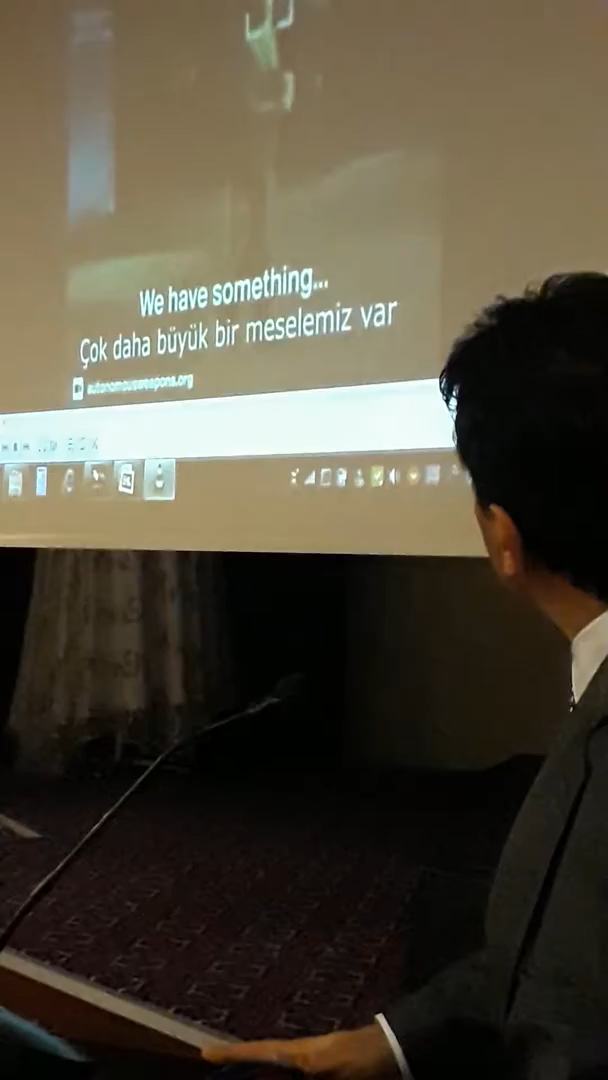 We have something...
Çok daha büyük bir meselemiz var
autonomousweapons.org